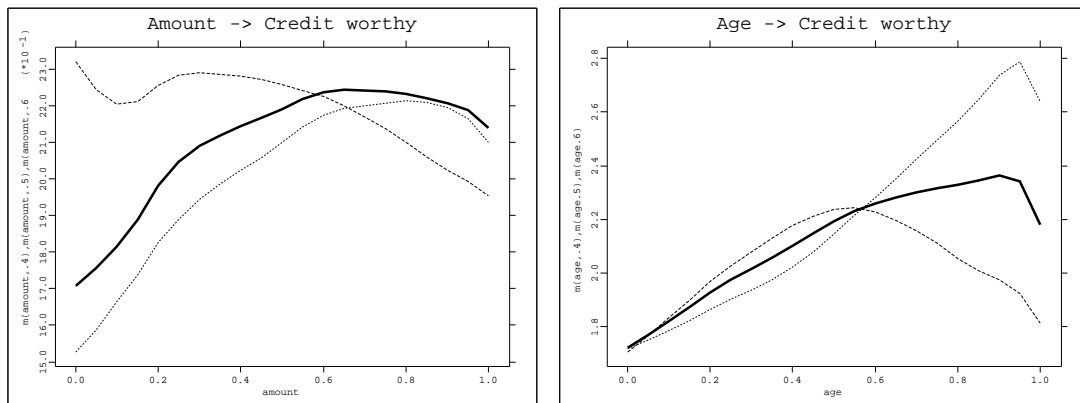 Amount -> Credit worthy
m(amount,.4),m(amount,.5),m(amount,.6 (*10⁻¹)
23.0
22.0
21.0
20.0
19.0
18.0
17.0
16.0
15.0
0.0 0.2 0.4 0.6 0.8 1.0
amount
Age -> Credit worthy
m(age,.4),m(age.5),m(age.6)
2.8
2.6
2.4
2.2
2.0
1.8
0.0 0.2 0.4 0.6 0.8 1.0
age